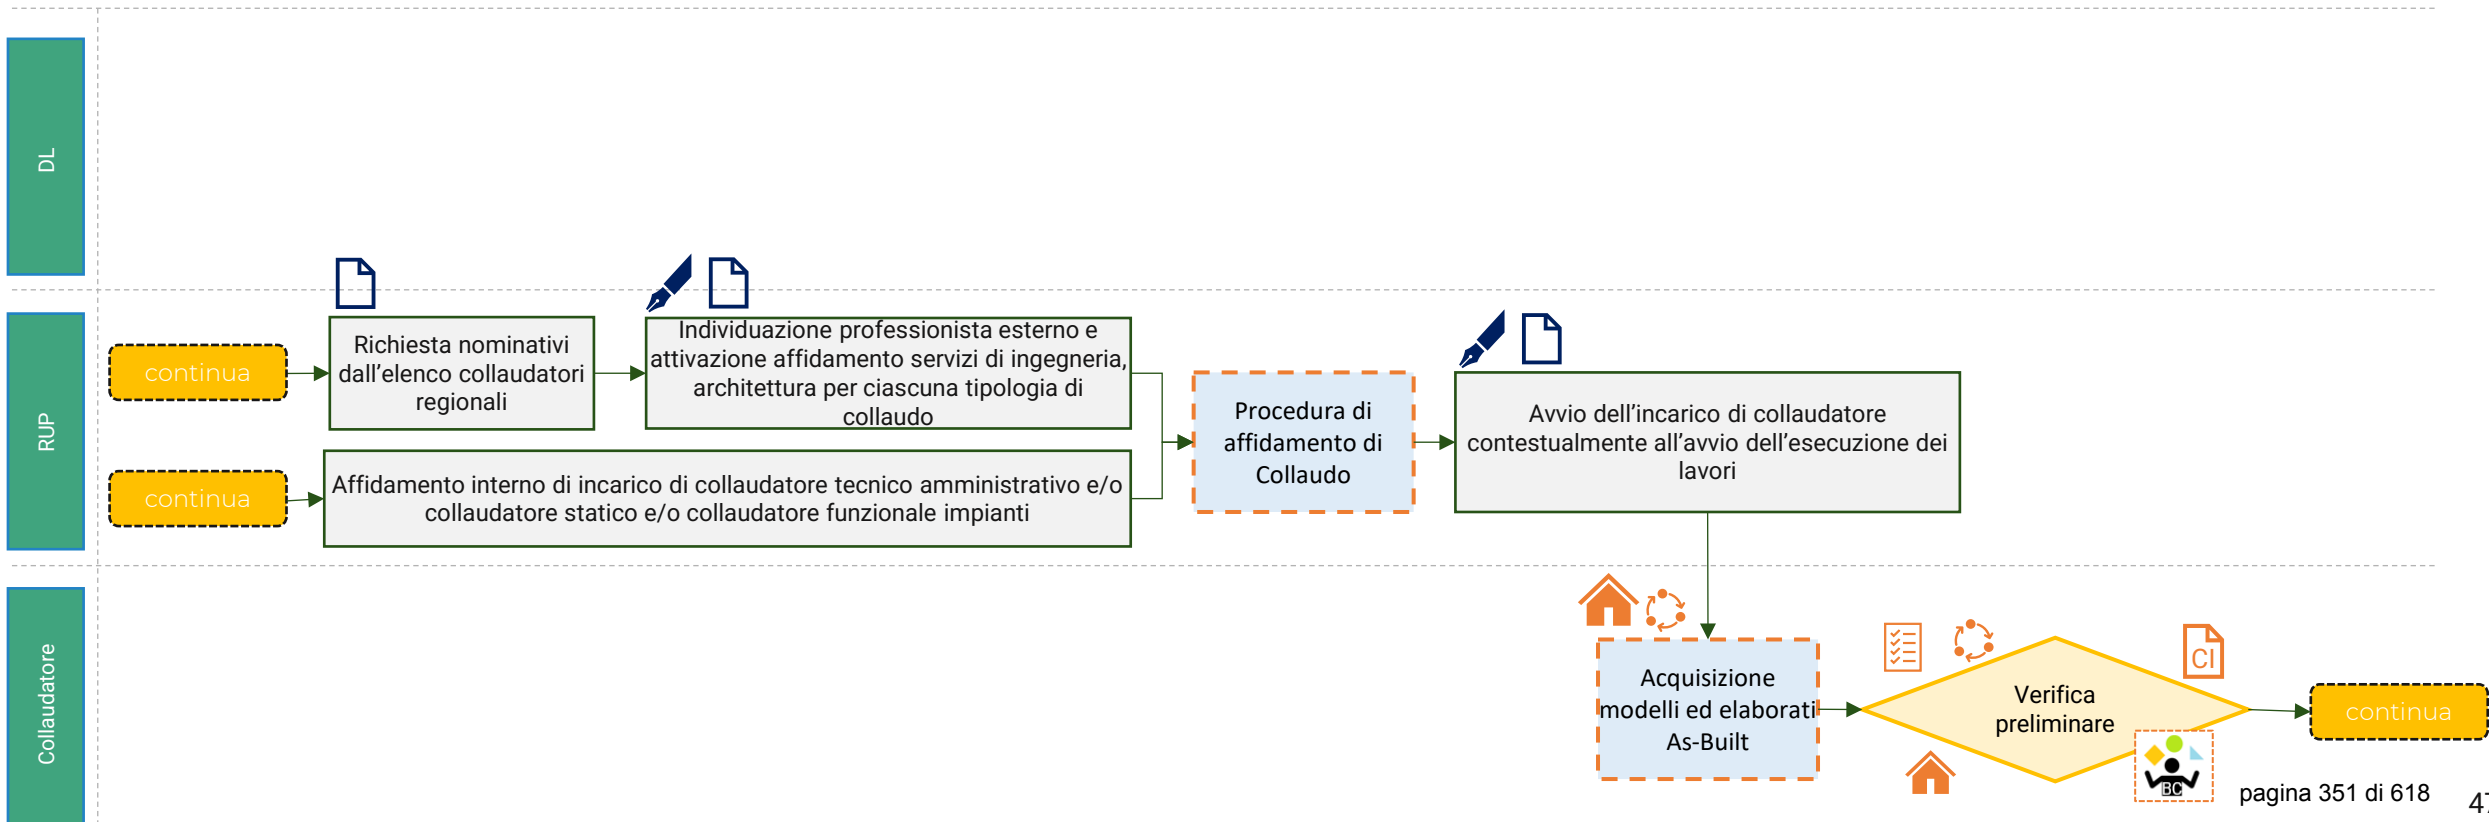 DL
RUP
continua
Richiesta nominativi
dall'elenco collaudatori
regionali
Individuazione professionista esterno e
attivazione affidamento servizi di ingegneria,
architettura per ciascuna tipologia di
collaudo
continua
Affidamento interno di incarico di collaudatore tecnico amministrativo e/o
collaudatore statico e/o collaudatore funzionale impianti
Procedura di
affidamento di
Collaudo
Avvio dell'incarico di collaudatore
contestualmente all'avvio dell'esecuzione dei
lavori
Collaudatore
Acquisizione
modelli ed elaborati
As-Built
Verifica
preliminare
CI
BC
continua
pagina 351 di 618
47